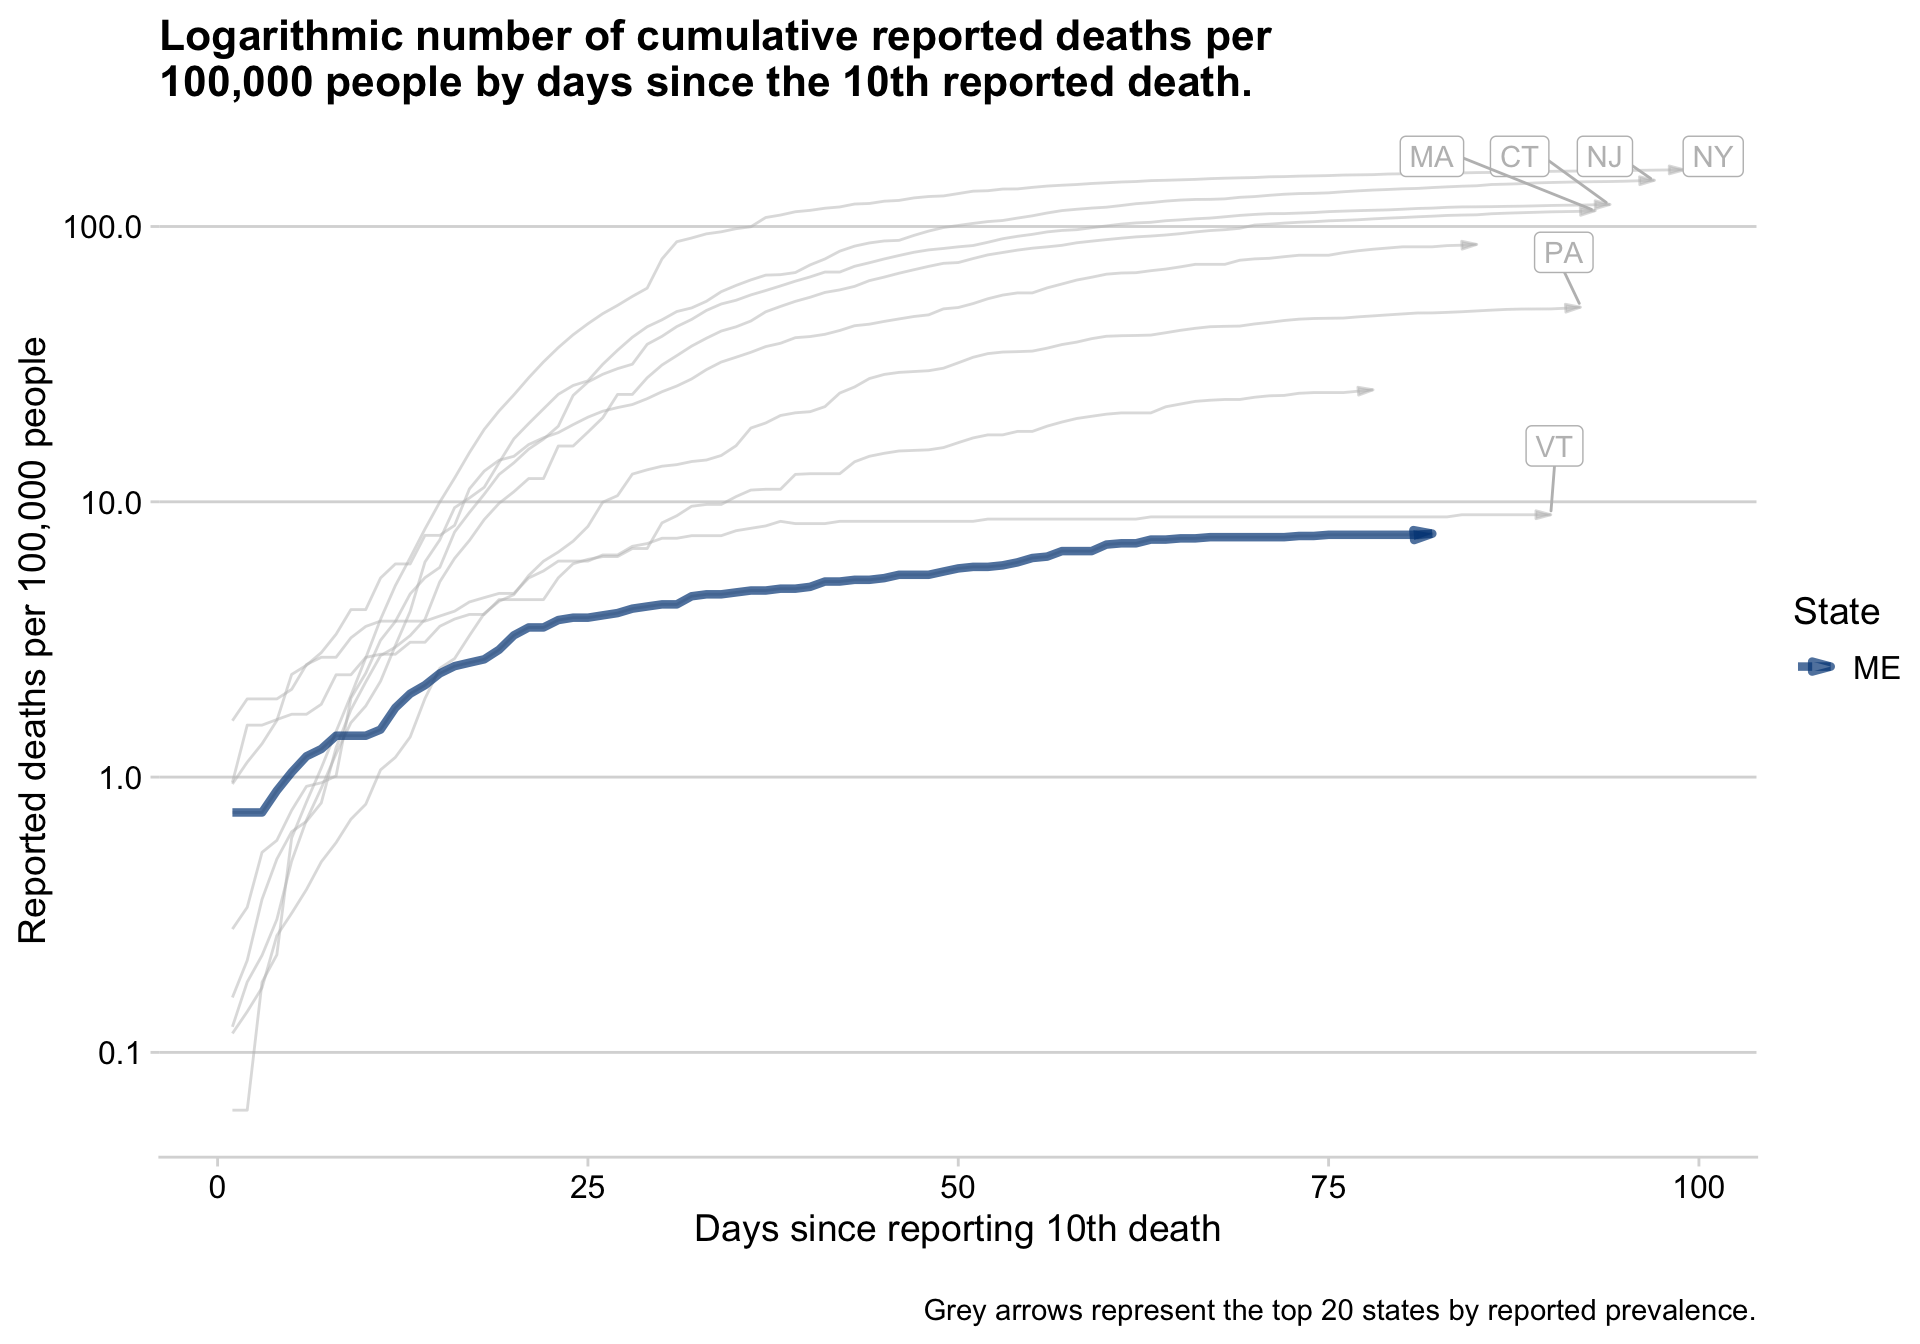 Logarithmic number of cumulative reported deaths per
100,000 people by days since the 10th reported death.
MA
CT
NJ
NY
PA
VT
100.0
10.0
1.0
0.1
Reported deaths per 100,000 people
State
ME
0
25
50
75
100
Days since reporting 10th death
Grey arrows represent the top 20 states by reported prevalence.